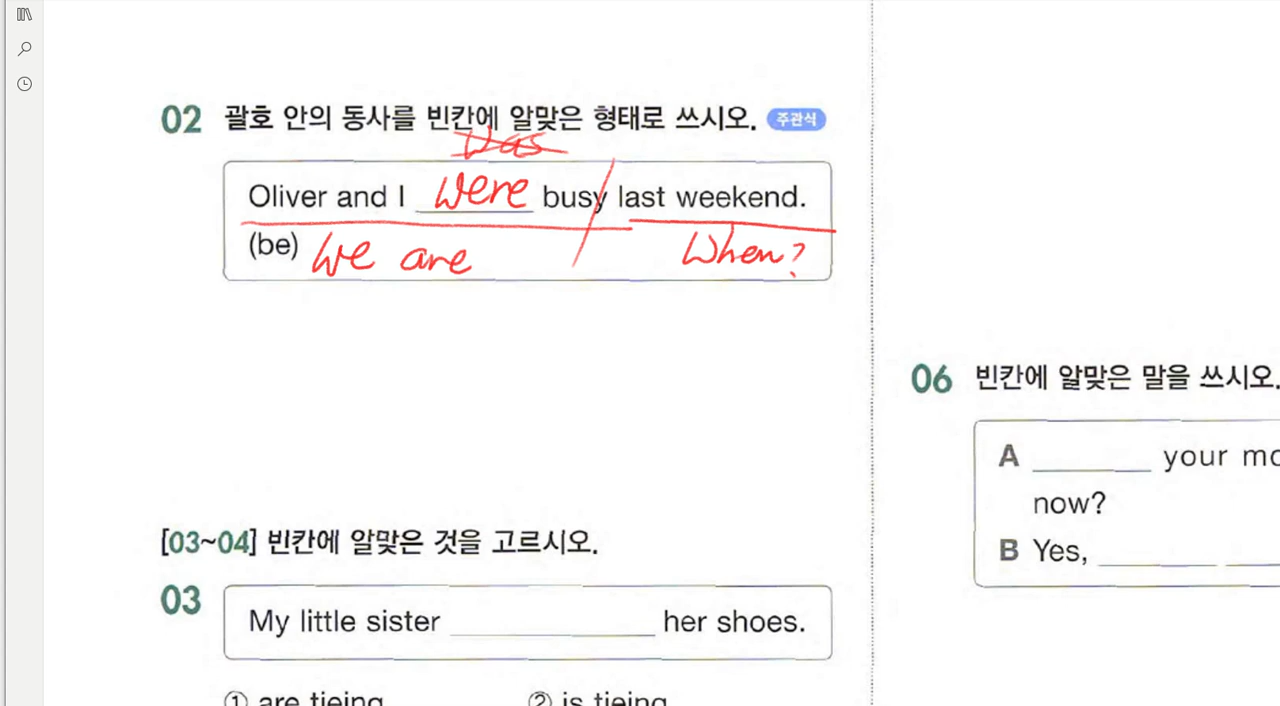 02 괄호 안의 동사를 빈칸에 알맞은 형태로 쓰시오. 주관식
was
Oliver and I were busy last weekend.
(be) we are When?
[03~04] 빈칸에 알맞은 것을 고르시오.
03 My little sister ____ her shoes.
① are tieing ② is tieing
06 빈칸에 알맞은 말을 쓰시오.
A ____ your mo
now?
B Yes, ____ ____